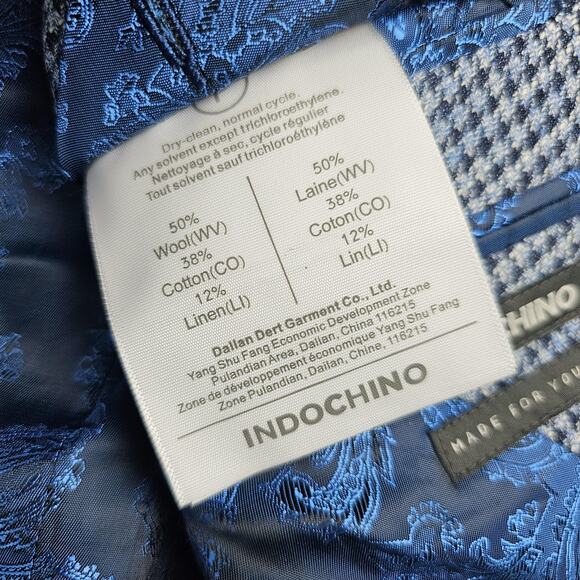 Dry-clean, normal cycle.
Any solvent except trichloroethylene.
Nettoyage à sec, cycle régulier
Tout solvent sauf trichloréthylène
50%
Wool(WV)
38%
Cotton(CO)
12%
Linen(LI)
50%
Laine(WV)
38%
Coton(CO)
12%
Lin(LI)
Dalian Dert Garment Co., Ltd.
Yang Shu Fang Economic Development Zone
Pulandian Area, Dalian, China 116215
Zone de développement économique Yang Shu Fang
Zone Pulandian, Dalian, Chine, 116215
INDOCHINO
CHINO
MADE FOR YOU